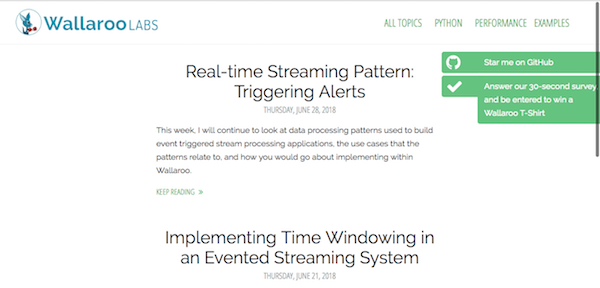 Wallaroo LABS
ALL TOPICS PYTHON PERFORMANCE EXAMPLES
Star me on GitHub
Answer our 30-second survey,
and be entered to win a
Wallaroo T-Shirt
Real-time Streaming Pattern:
Triggering Alerts
THURSDAY, JUNE 28, 2018
This week, I will continue to look at data processing patterns used to build
event triggered stream processing applications, the use cases that the
patterns relate to, and how you would go about implementing within
Wallaroo.
KEEP READING »
Implementing Time Windowing in
an Evented Streaming System
THURSDAY, JUNE 21, 2018